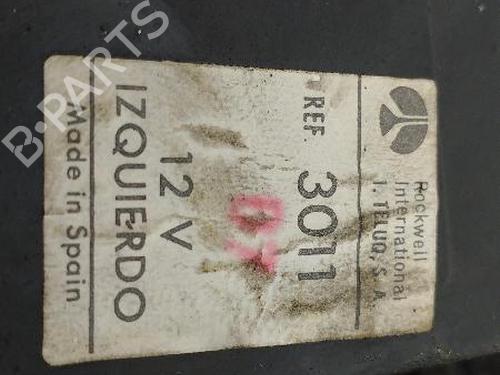 Rockwell
International
T. TELUQ, S. A.
REF. 3011
12 V
IZQUIERDO
Made in Spain
B-PARTS